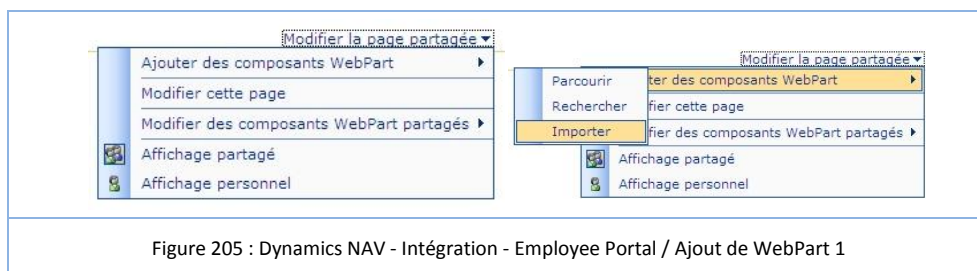 Modifier la page partagée
Ajouter des composants WebPart
Modifier cette page
Modifier des composants WebPart partagés
Affichage partagé
Affichage personnel
Modifier la page partagée
ter des composants WebPart
Parcourir
Rechercher
fier cette page
Importer
fier des composants WebPart partagés
Affichage partagé
Affichage personnel
Figure 205 : Dynamics NAV - Intégration - Employee Portal / Ajout de WebPart 1